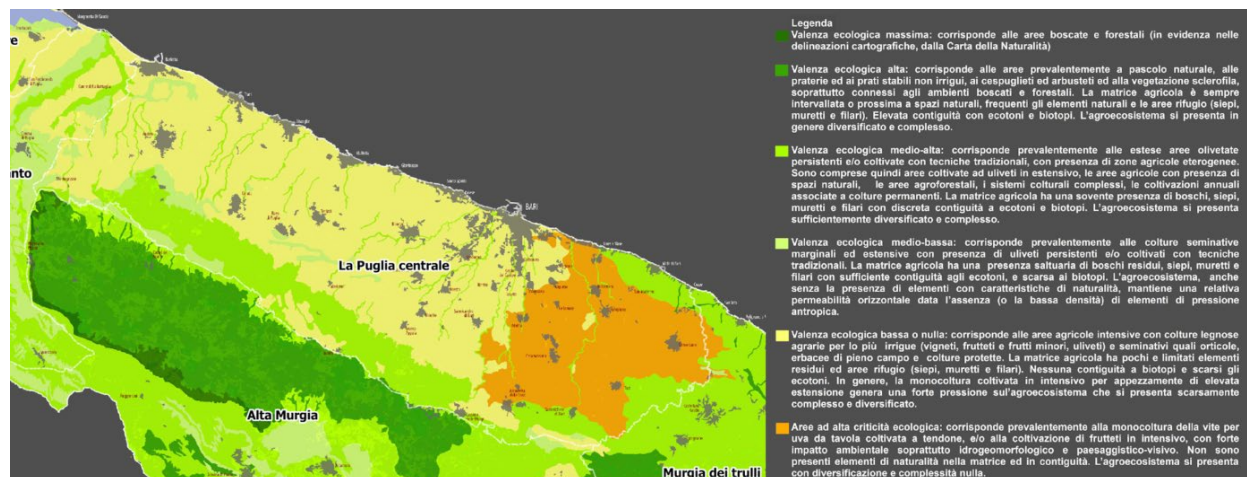 Legenda
Valenza ecologica massima: corrisponde alle aree boscate e forestali (in evidenza nelle
delineazioni cartografiche, dalla Carta della Naturalità)
Valenza ecologica alta: corrisponde alle aree prevalentemente a pascolo naturale, alle
praterie ed ai prati stabili non irrigui, ai cespuglieti ed arbusteti ed alla vegetazione sclerofila,
soprattutto connessi agli ambienti boscati e forestali. La matrice agricola è sempre
intervallata o prossima a spazi naturali, frequenti gli elementi naturali e le aree rifugio (siepi,
muretti e filari). Elevata contiguità con ecotoni e biotopi. L'agroecosistema si presenta in
genere diversificato e complesso.
Valenza ecologica medio-alta: corrisponde prevalentemente alle estese aree olivetate
persistenti e/o coltivate con tecniche tradizionali, con presenza di zone agricole eterogenee.
Sono comprese quindi aree coltivate ad uliveti in estensivo, le aree agricole con presenza di
spazi naturali, le aree agroforestali, i sistemi colturali complessi, le coltivazioni annuali
associate a colture permanenti. La matrice agricola ha una sovente presenza di boschi, siepi,
muretti e filari con discreta contiguità a ecotoni e biotopi. L'agroecosistema si presenta
sufficientemente diversificato e complesso.
Valenza ecologica medio-bassa: corrisponde prevalentemente alle colture seminative
marginali ed estensive con presenza di uliveti persistenti e/o coltivati con tecniche
tradizionali. La matrice agricola ha una presenza saltuaria di boschi residui, siepi, muretti e
filari con sufficiente contiguità agli ecotoni, e scarsa ai biotopi. L'agroecosistema, anche
senza la presenza di elementi con caratteristiche di naturalità, mantiene una relativa
permeabilità orizzontale data l'assenza (o la bassa densità) di elementi di pressione
antropica.
Valenza ecologica bassa o nulla: corrisponde alle aree agricole intensive con colture legnose
agrarie per lo più irrigue (vigneti, frutteti e frutti minori, uliveti) e seminativi quali orticole,
erbacee di pieno campo e colture protette. La matrice agricola ha pochi e limitati elementi
residui ed aree rifugio (siepi, muretti e filari). Nessuna contiguità a biotopi e scarsi gli
ecotoni. In genere, la monocoltura coltivata in intensivo per appezzamento di elevata
estensione genera una forte pressione sul'agroecosistema che si presenta scarsamente
complesso e diversificato.
Aree ad alta criticità ecologica: corrisponde prevalentemente alla monocoltura della vite per
uva da tavola coltivata a tendone, e/o alla coltivazione di frutteti in intensivo, con forte
impatto ambientale soprattutto idrogeomorfologico e paesaggistico-visivo. Non sono
presenti elementi di naturalità nella matrice ed in contiguità. L'agroecosistema si presenta
con diversificazione e complessità nulla.
re
anto
BARI
La Puglia centrale
Alta Murgia
Murgia dei trulli